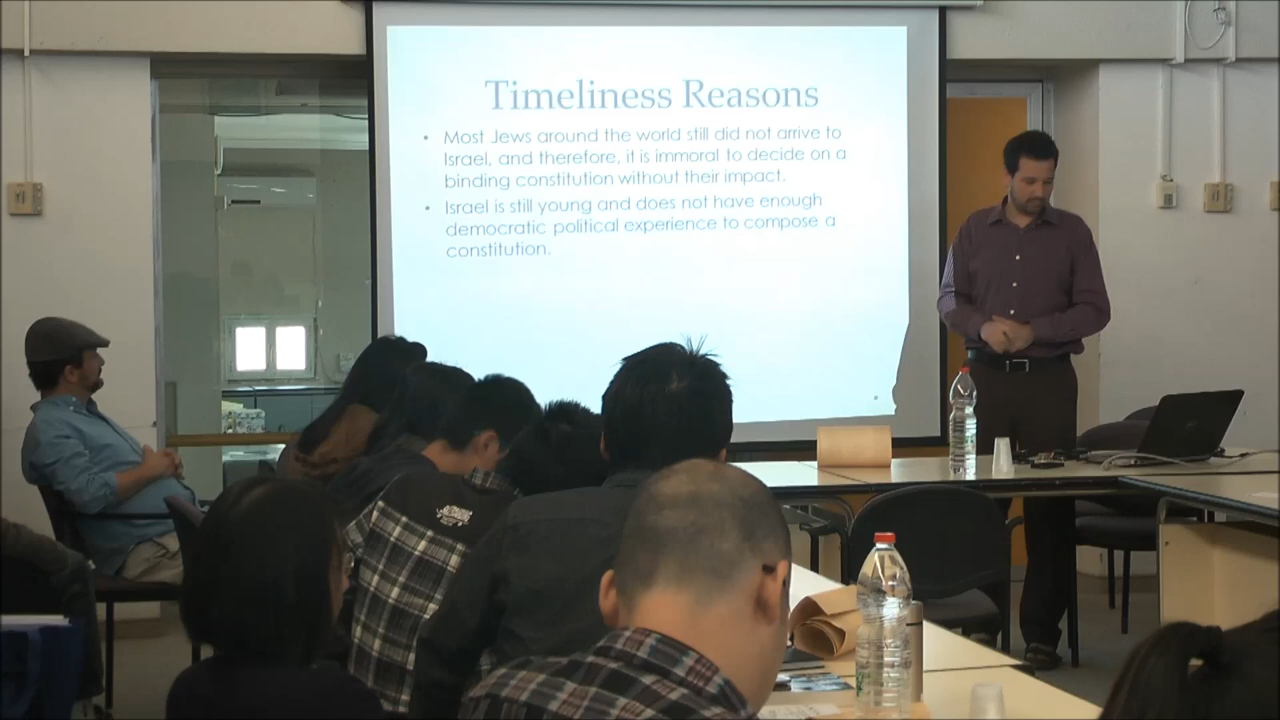 Timeliness Reasons
• Most Jews around the world still did not arrive to
Israel, and therefore, it is immoral to decide on a
binding constitution without their impact.
• Israel is still young and does not have enough
democratic political experience to compose a
constitution.